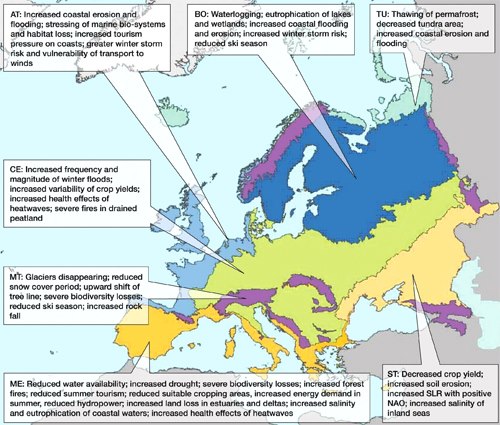 AT: Increased coastal erosion and
flooding; stressing of marine bio-systems
and habitat loss; increased tourism
pressure on coasts; greater winter storm
risk and vulnerability of transport to
winds
BO: Waterlogging; eutrophication of lakes
and wetlands; increased coastal flooding
and erosion; increased winter storm risk;
reduced ski season
TU: Thawing of permafrost;
decreased tundra area;
increased coastal erosion and
flooding
CE: Increased frequency and
magnitude of winter floods;
increased variability of crop yields;
increased health effects of
heatwaves; severe fires in drained
peatland
MT: Glaciers disappearing; reduced
snow cover period; upward shift of
tree line; severe biodiversity losses;
reduced ski season; increased rock
fall
ME: Reduced water availability; increased drought; severe biodiversity losses; increased forest
fires; reduced summer tourism; reduced suitable cropping areas, increased energy demand in
summer, reduced hydropower; increased land loss in estuaries and deltas; increased salinity
and eutrophication of coastal waters; increased health effects of heatwaves
ST: Decreased crop yield;
increased soil erosion;
increased SLR with positive
NAO; increased salinity of
inland seas